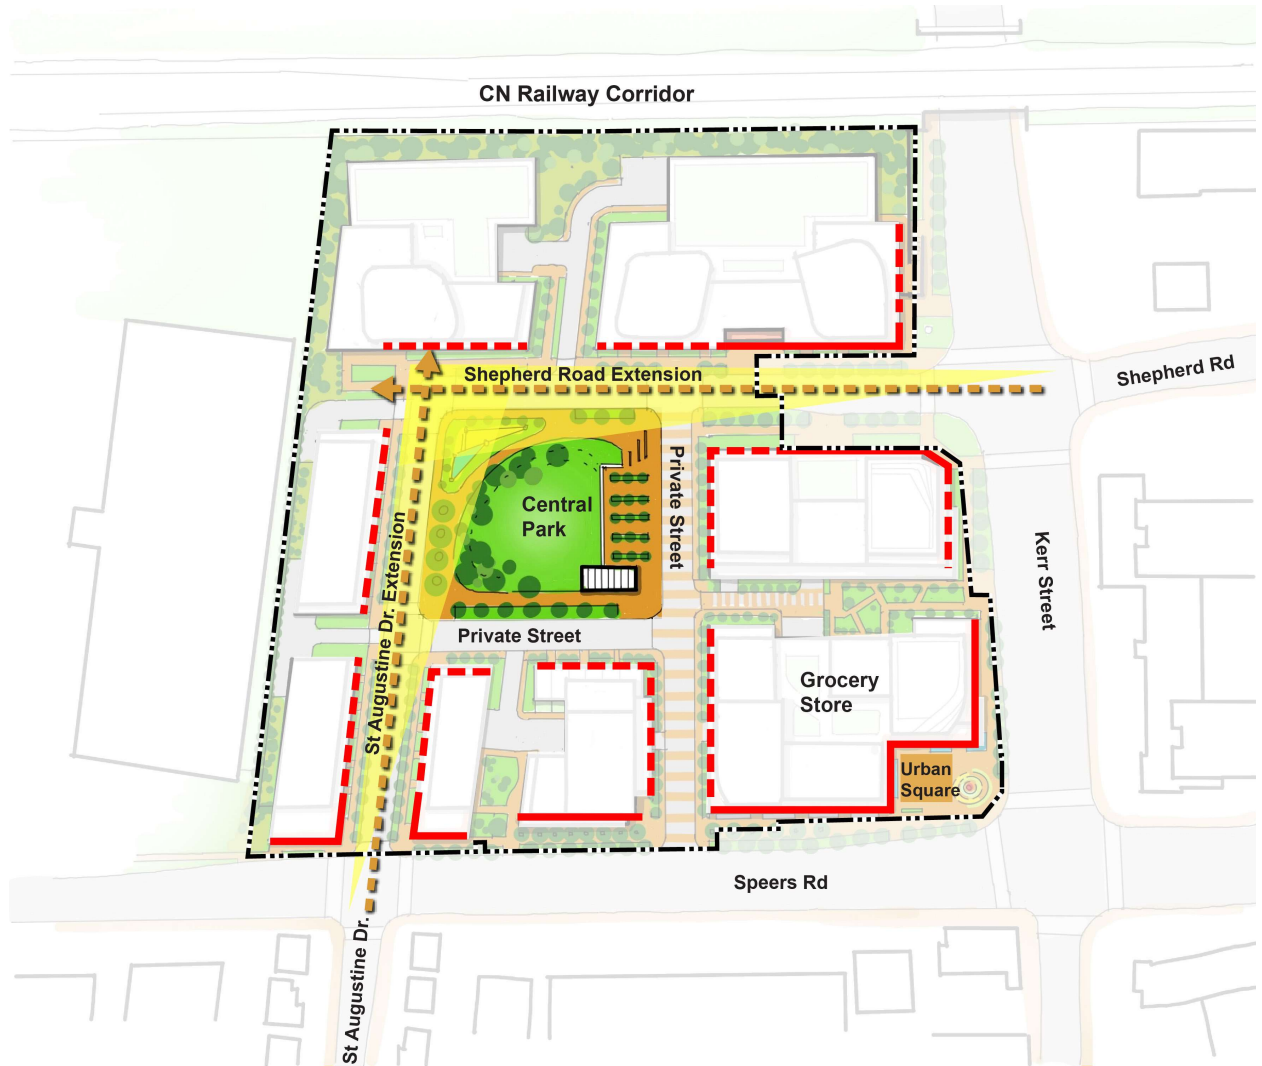 CN Railway Corridor
Shepherd Road Extension
Shepherd Rd
Central
Park
Private Street
St Augustine Dr. Extension
Kerr Street
Private Street
Grocery
Store
Urban
Square
Speers Rd
St Augustine Dr.